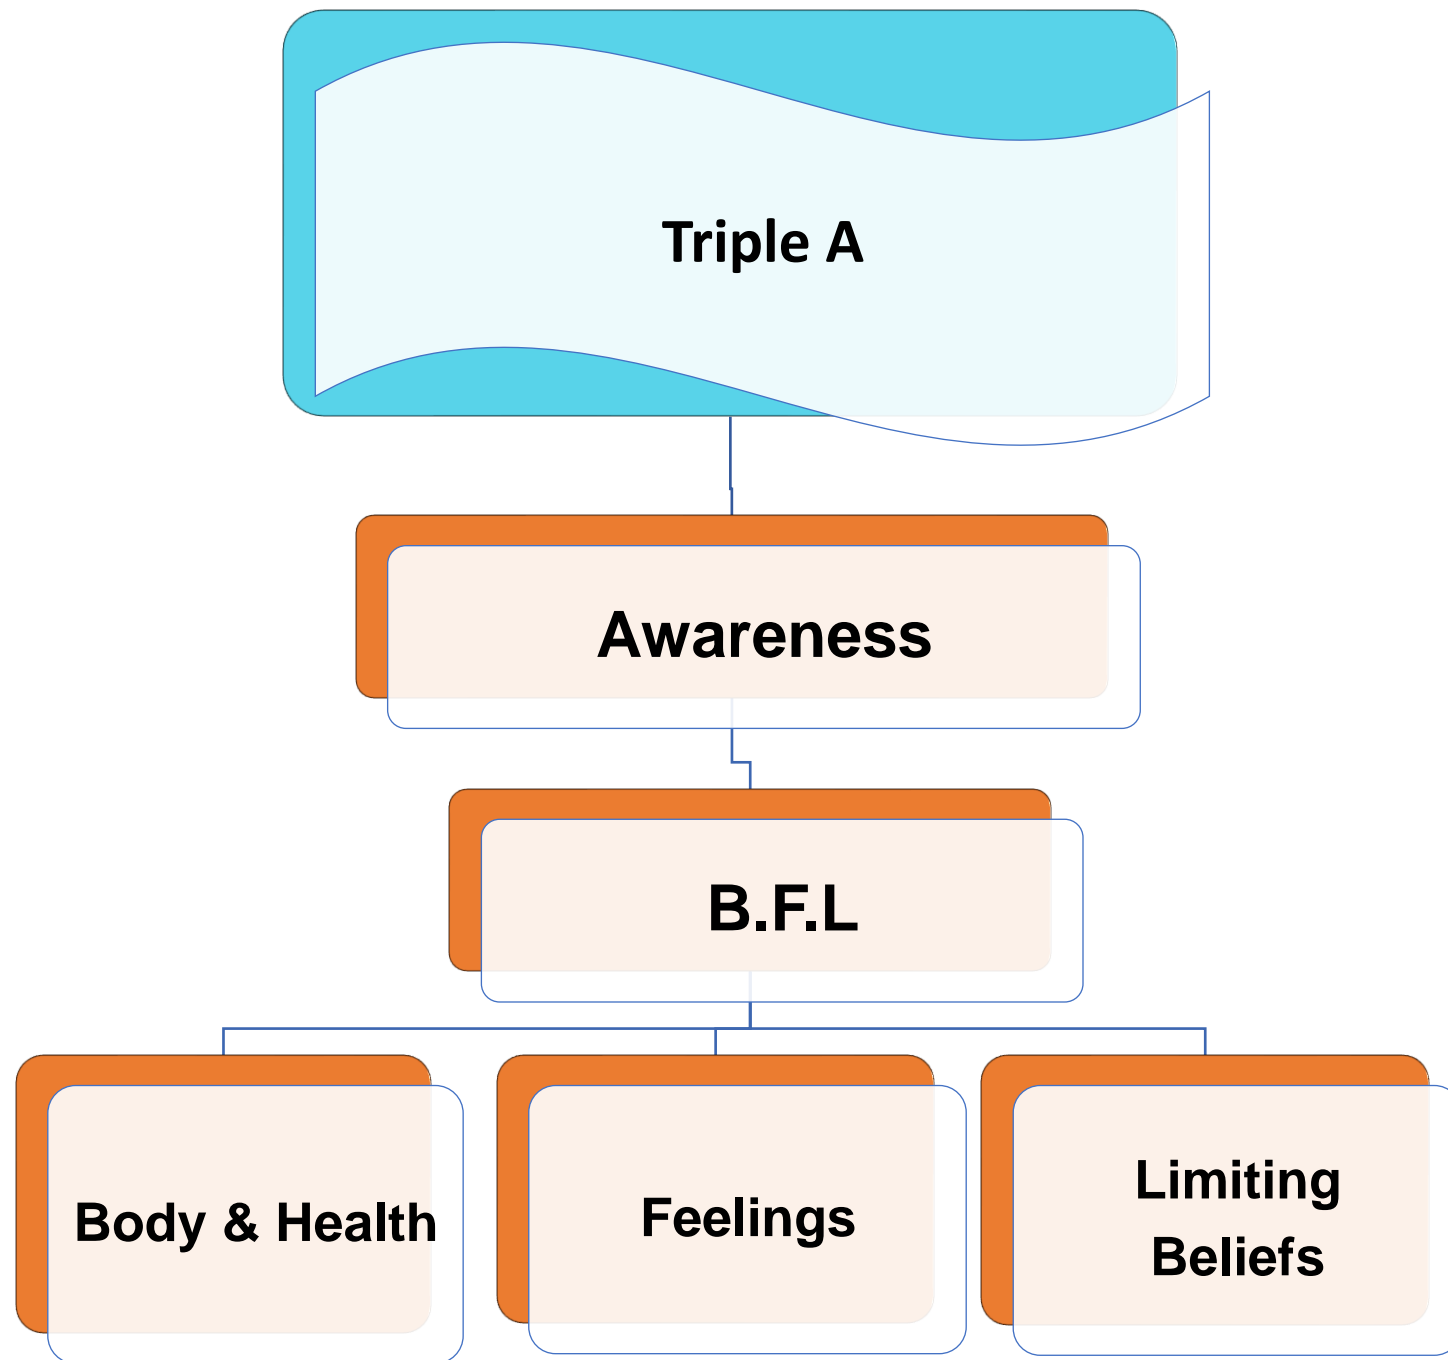 Triple A
Awareness
B.F.L
Body & Health
Feelings
Limiting
Beliefs